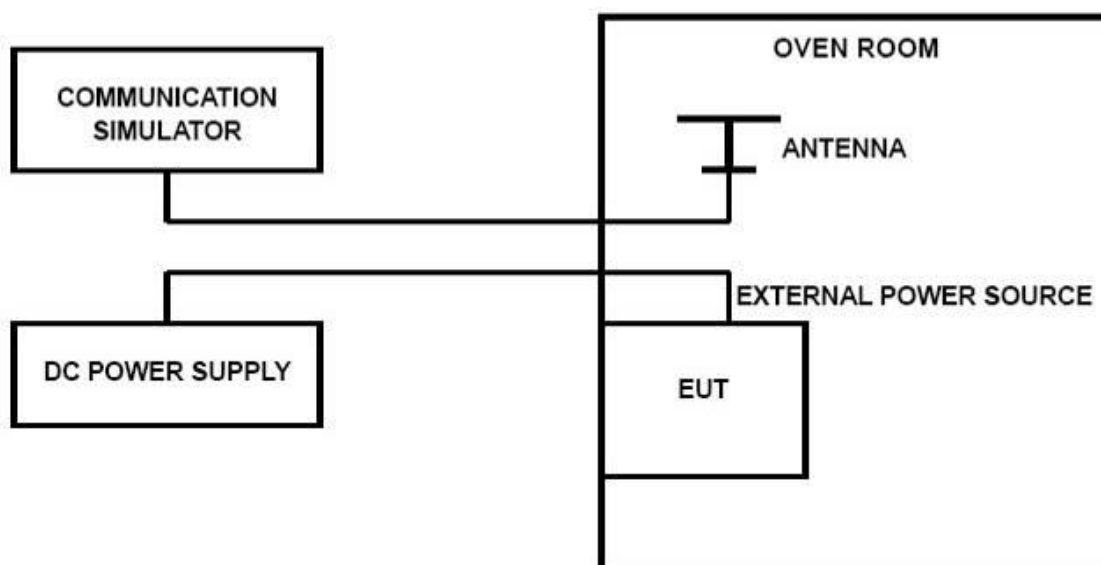 OVEN ROOM
COMMUNICATION
SIMULATOR
ANTENNA
EXTERNAL POWER SOURCE
DC POWER SUPPLY
EUT